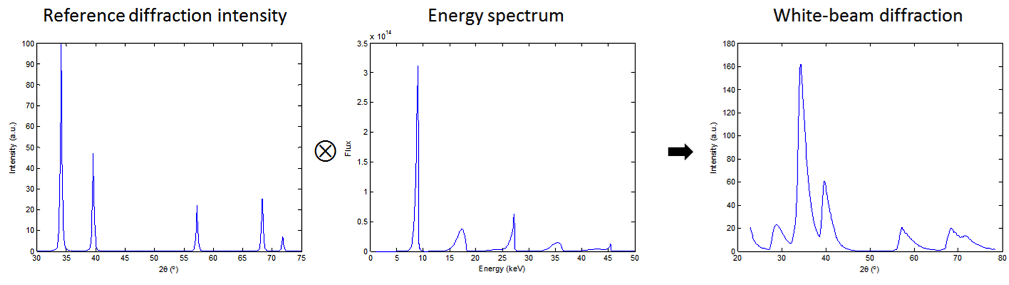 Reference diffraction intensity
Energy spectrum
White-beam diffraction
100
90
80
70
60
50
40
30
20
10
0
Intensity (a.u.)
30 35 40 45 50 55 60 65 70 75
2θ (º)
⊗
x 10^14
3.5
3
2.5
2
1.5
1
0.5
0
Flux
0 5 10 15 20 25 30 35 40 45 50
Energy (keV)
180
160
140
120
100
80
60
40
20
0
Intensity (a.u.)
20 30 40 50 60 70 80
2θ (º)